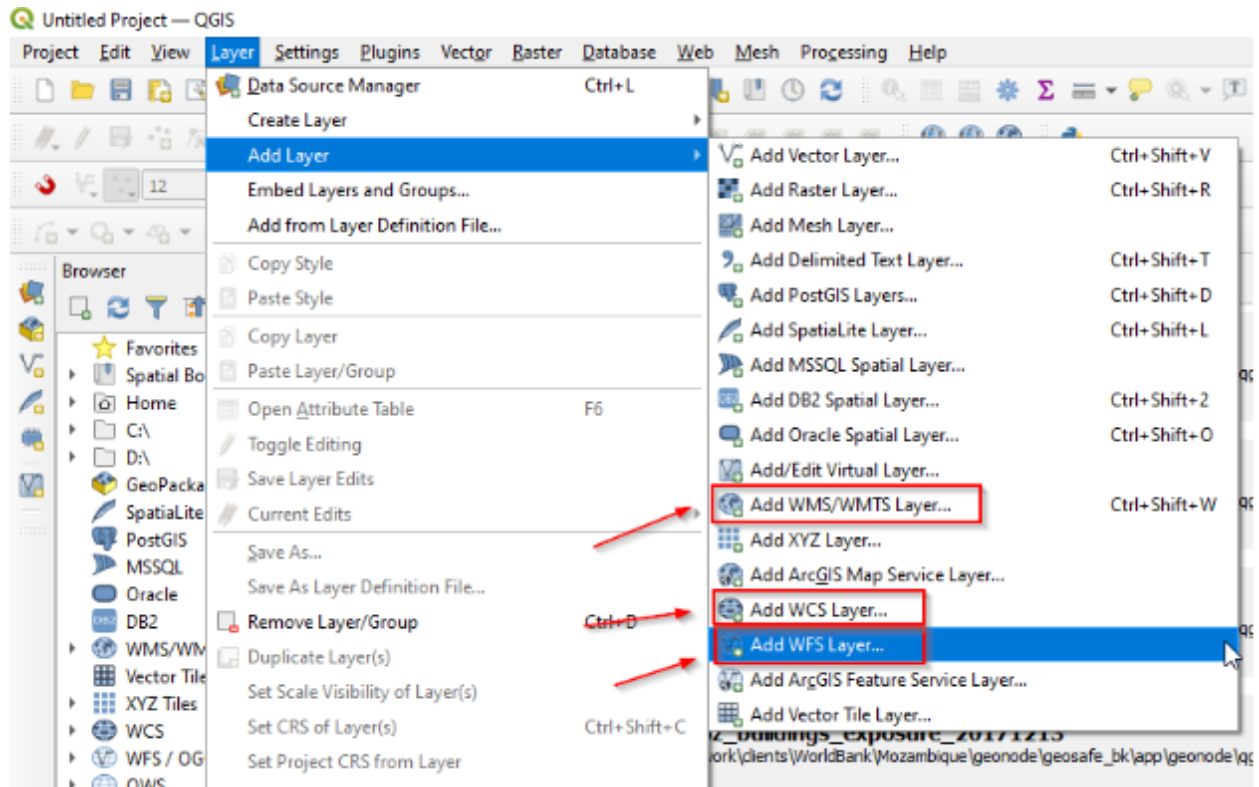 Untitled Project — QGIS
Project Edit View Layer Settings Plugins Vector Raster Database Web Mesh Processing Help
Data Source Manager Ctrl+L
Create Layer
Add Layer
Embed Layers and Groups...
Add from Layer Definition File...
Copy Style
Paste Style
Copy Layer
Paste Layer/Group
Open Attribute Table F6
Toggle Editing
Save Layer Edits
Current Edits
Save As...
Save As Layer Definition File...
Remove Layer/Group Ctrl+D
Duplicate Layer(s)
Set Scale Visibility of Layer(s)
Set CRS of Layer(s) Ctrl+Shift+C
Set Project CRS from Layer
Add Vector Layer... Ctrl+Shift+V
Add Raster Layer... Ctrl+Shift+R
Add Mesh Layer...
Add Delimited Text Layer... Ctrl+Shift+T
Add PostGIS Layers... Ctrl+Shift+D
Add SpatiaLite Layer... Ctrl+Shift+L
Add MSSQL Spatial Layer...
Add DB2 Spatial Layer... Ctrl+Shift+2
Add Oracle Spatial Layer... Ctrl+Shift+O
Add/Edit Virtual Layer...
Add WMS/WMTS Layer... Ctrl+Shift+W
Add XYZ Layer...
Add ArcGIS Map Service Layer...
Add WCS Layer...
Add WFS Layer...
Add ArcGIS Feature Service Layer...
Add Vector Tile Layer...
12
Browser
Favorites
Spatial Bo
Home
C:\
D:\
GeoPacka
SpatiaLite
PostGIS
MSSQL
Oracle
DB2
WMS/WM
Vector Tile
XYZ Tiles
WCS
WFS / OG
OWS
z_buildings_exposure_20171213
ork\clients\WorldBank\Mozambique\geonode\geosafe_bk\app\geonode\qg